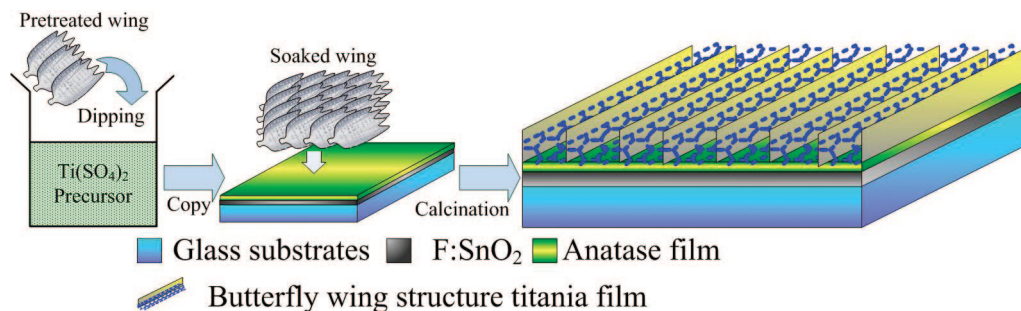 Pretreated wing
Dipping
Ti(SO₄)₂
Precursor
Copy
Soaked wing
Calcination
Glass substrates
F:SnO₂
Anatase film
Butterfly wing structure titania film